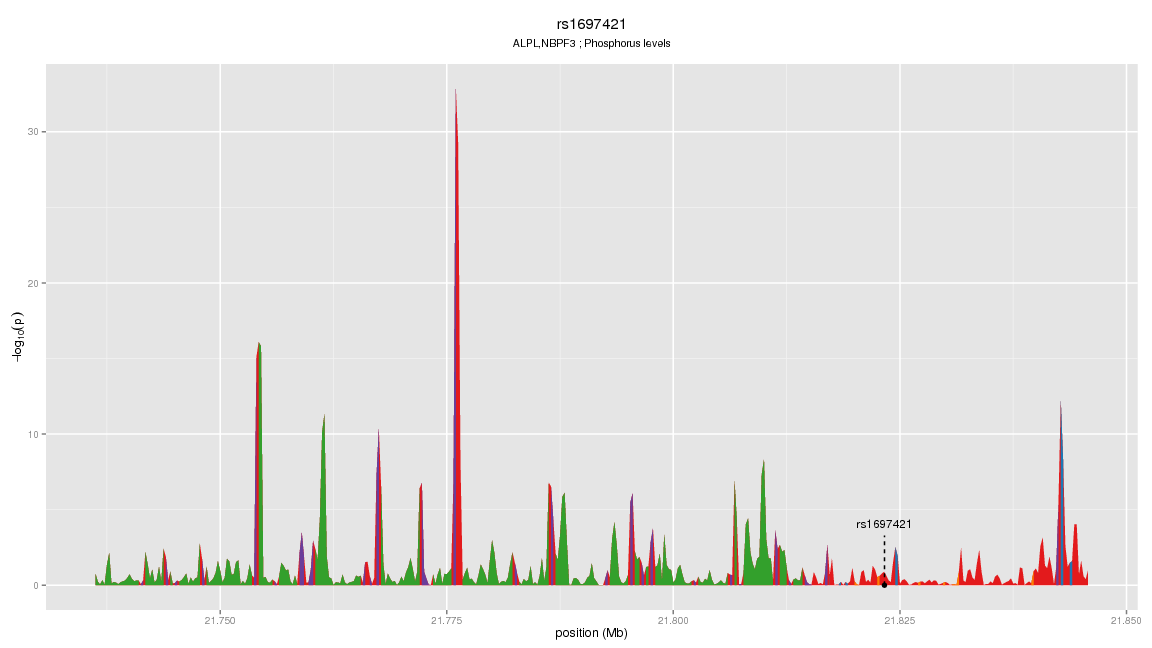 rs1697421
ALPL,NBPF3 ; Phosphorus levels
30
20
10
0
−log10(p)
rs1697421
21.750
21.775
21.800
21.825
21.850
position (Mb)